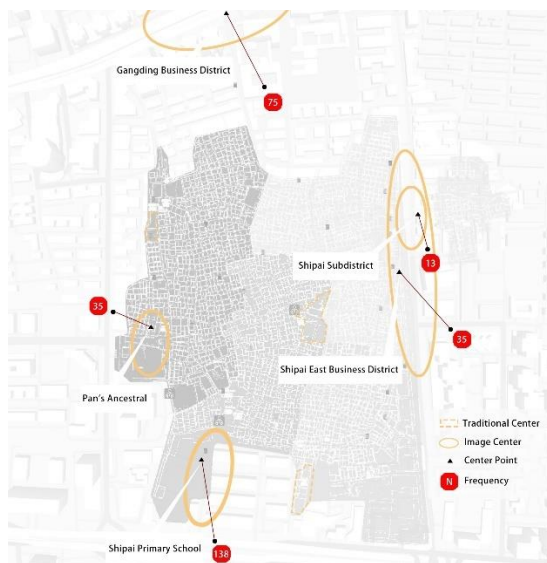 Gangding Business District
75
Shipai Subdistrict
13
35
35
Shipai East Business District
Pan's Ancestral
Traditional Center
Image Center
Center Point
N Frequency
Shipai Primary School
138